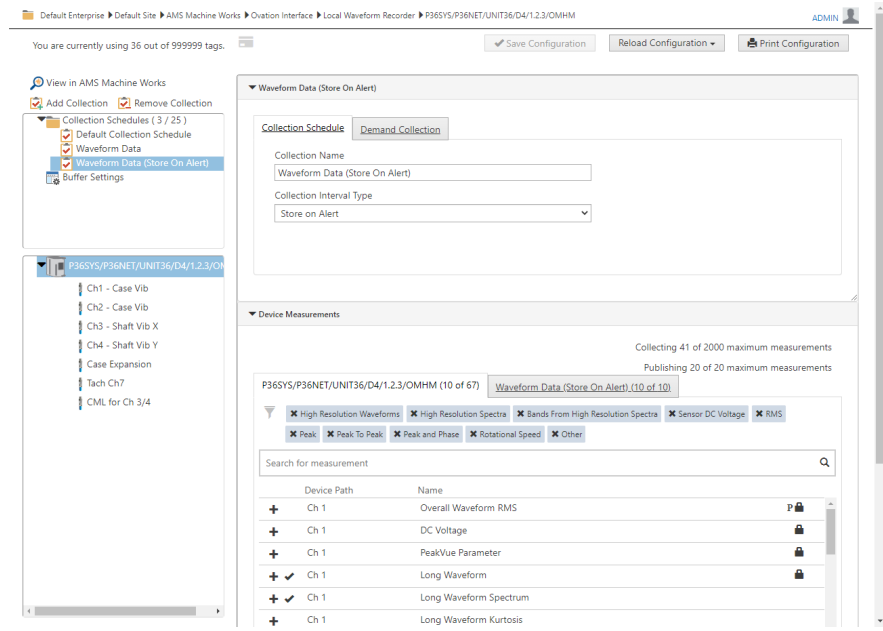 Default Enterprise Default Site AMS Machine Works Ovation Interface Local Waveform Recorder P36SYS/P36NET/UNIT36/D4/1.2.3/OMHM
ADMIN
You are currently using 36 out of 999999 tags.
Save Configuration
Reload Configuration
Print Configuration
View in AMS Machine Works
Add Collection Remove Collection
Collection Schedules ( 3 / 25 )
Default Collection Schedule
Waveform Data
Waveform Data (Store On Alert)
Buffer Settings
P36SYS/P36NET/UNIT36/D4/1.2.3/OM
Ch1 - Case Vib
Ch2 - Case Vib
Ch3 - Shaft Vib X
Ch4 - Shaft Vib Y
Case Expansion
Tach Ch7
CML for Ch 3/4
Waveform Data (Store On Alert)
Collection Schedule Demand Collection
Collection Name
Waveform Data (Store On Alert)
Collection Interval Type
Store on Alert
Device Measurements
Collecting 41 of 2000 maximum measurements
Publishing 20 of 20 maximum measurements
P36SYS/P36NET/UNIT36/D4/1.2.3/OMHM (10 of 67) Waveform Data (Store On Alert) (10 of 10)
High Resolution Waveforms High Resolution Spectra Bands From High Resolution Spectra Sensor DC Voltage RMS
Peak Peak To Peak Peak and Phase Rotational Speed Other
Search for measurement
Device Path Name
Ch 1 Overall Waveform RMS P
Ch 1 DC Voltage
Ch 1 PeakVue Parameter
Ch 1 Long Waveform
Ch 1 Long Waveform Spectrum
Ch 1 Long Waveform Kurtosis